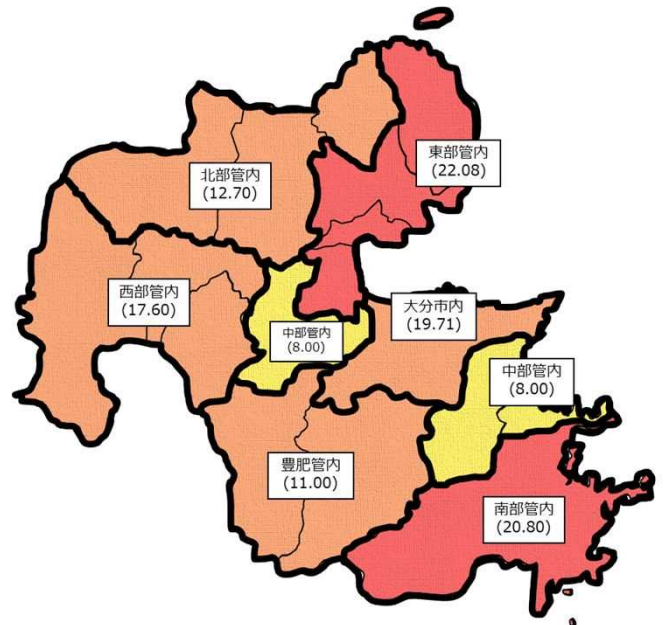 東部管内
(22.08)
北部管内
(12.70)
西部管内
(17.60)
大分市内
(19.71)
中部管内
(8.00)
中部管内
(8.00)
豊肥管内
(11.00)
南部管内
(20.80)